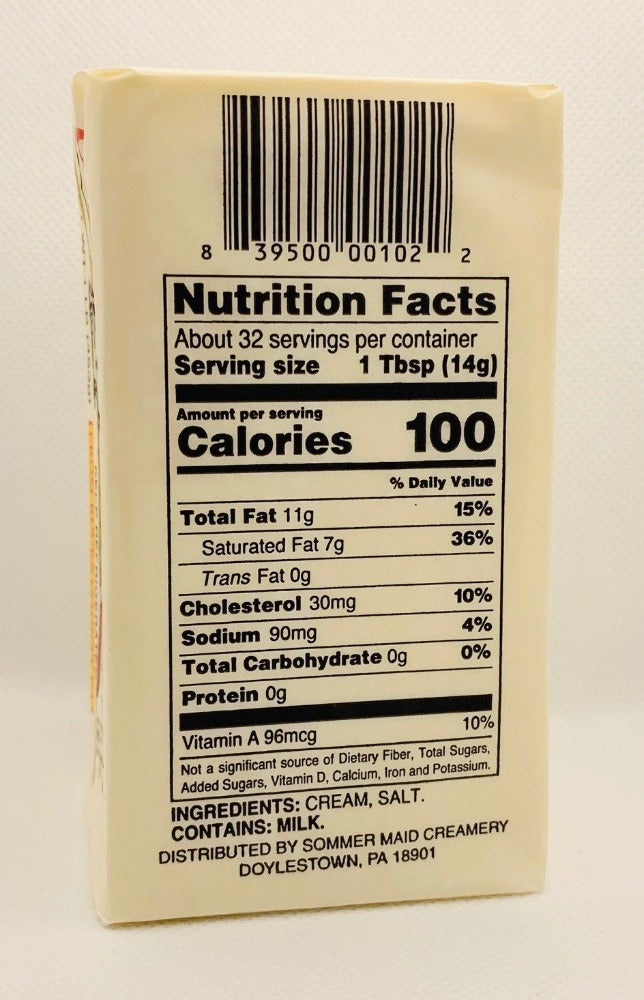 8 39500 00102 2
Nutrition Facts
About 32 servings per container
Serving size 1 Tbsp (14g)
Amount per serving
Calories 100
% Daily Value
Total Fat 11g 15%
Saturated Fat 7g 36%
Trans Fat 0g
Cholesterol 30mg 10%
Sodium 90mg 4%
Total Carbohydrate 0g 0%
Protein 0g
Vitamin A 96mcg 10%
Not a significant source of Dietary Fiber, Total Sugars,
Added Sugars, Vitamin D, Calcium, Iron and Potassium.
INGREDIENTS: CREAM, SALT.
CONTAINS: MILK.
DISTRIBUTED BY SOMMER MAID CREAMERY
DOYLESTOWN, PA 18901